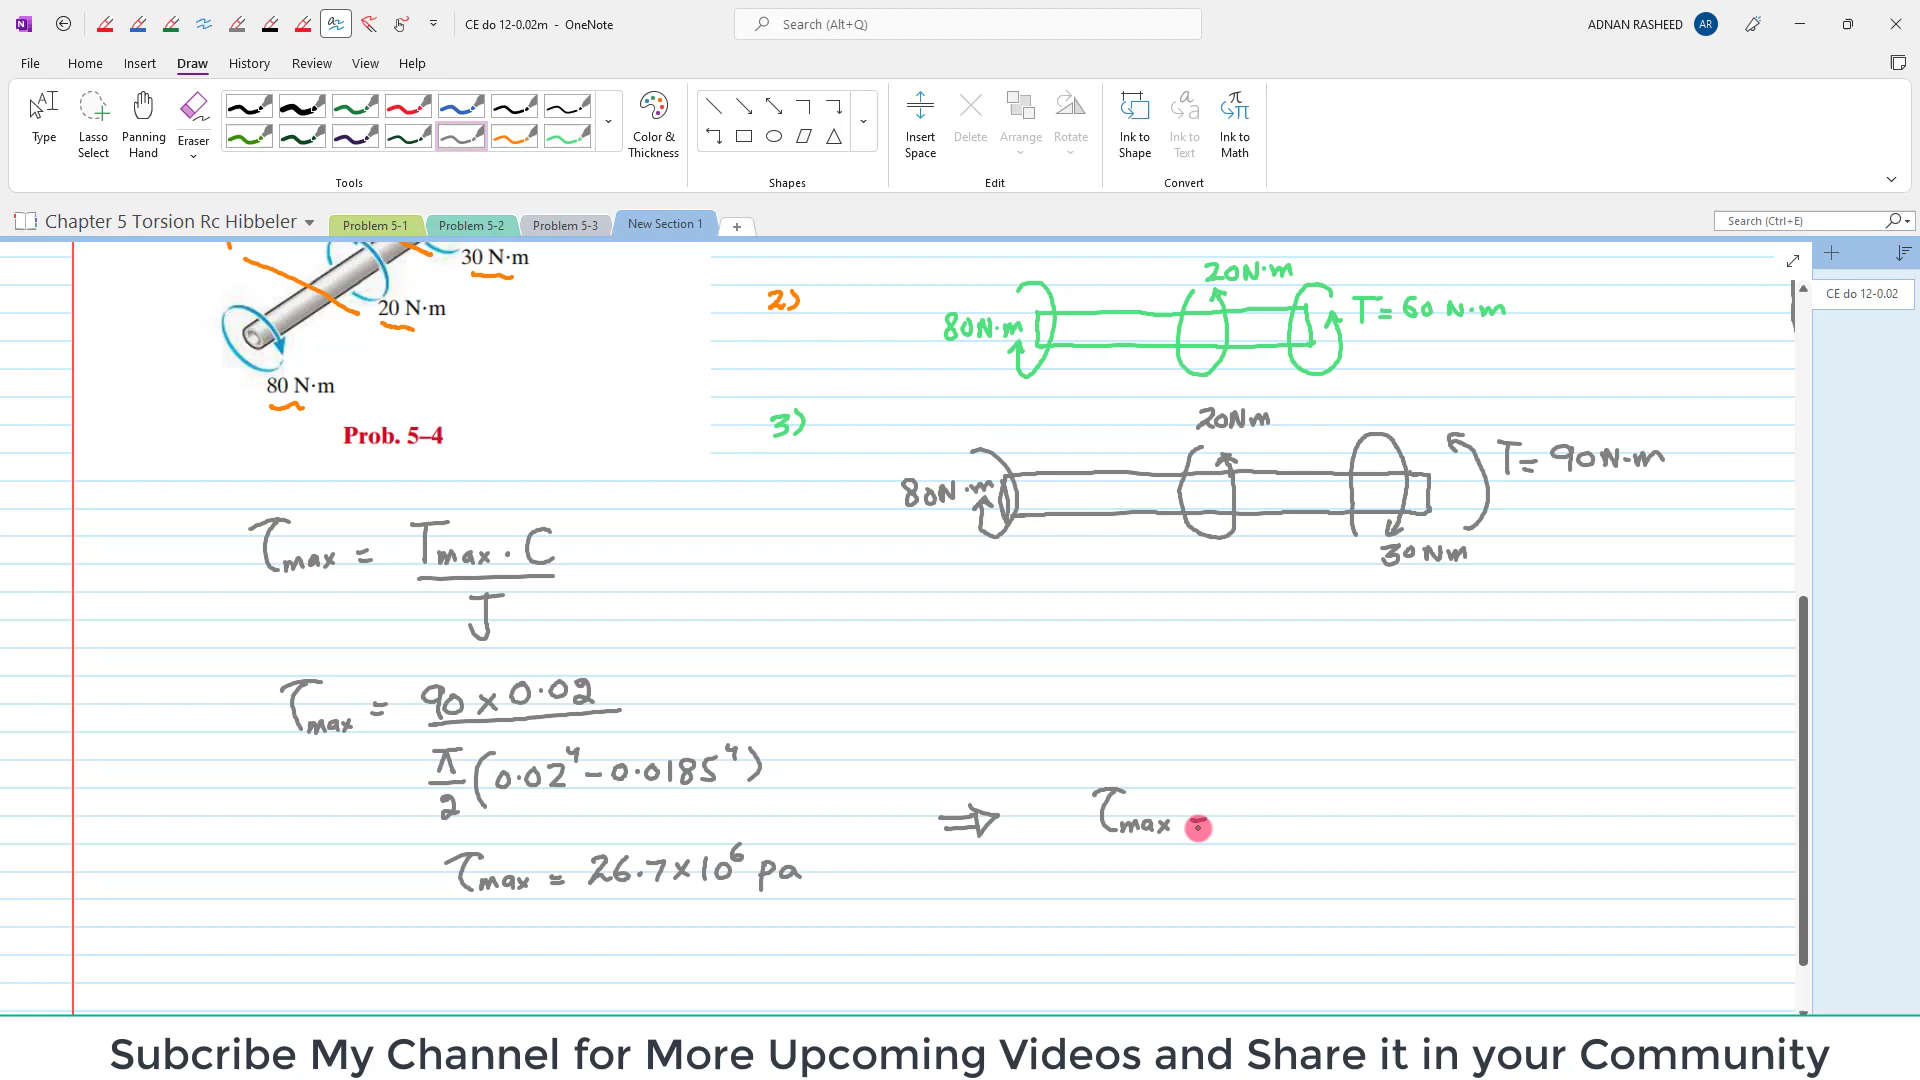 CE do 12-0.02m - OneNote
Search (Alt+Q)
ADNAN RASHEED
AR
File
Home
Insert
Draw
History
Review
View
Help
Type
Lasso Select
Panning Hand
Eraser
Color & Thickness
Insert Space
Delete
Arrange
Rotate
Ink to Shape
Ink to Text
Ink to Math
Tools
Shapes
Edit
Convert
Chapter 5 Torsion Rc Hibbeler
Problem 5-1
Problem 5-2
Problem 5-3
New Section 1
Search (Ctrl+E)
CE do 12-0.02
30 N·m
20 N·m
80 N·m
Prob. 5–4
2)
20N·m
80N·m
T= 60 N·m
3)
20Nm
80N·m
T= 90N·m
30Nm
τmax = Tmax · C
J
τmax = 90 × 0.02
π/2 (0.02⁴ - 0.0185⁴)
τmax = 26.7×10⁶ pa
⇒ τmax =
Subcribe My Channel for More Upcoming Videos and Share it in your Community